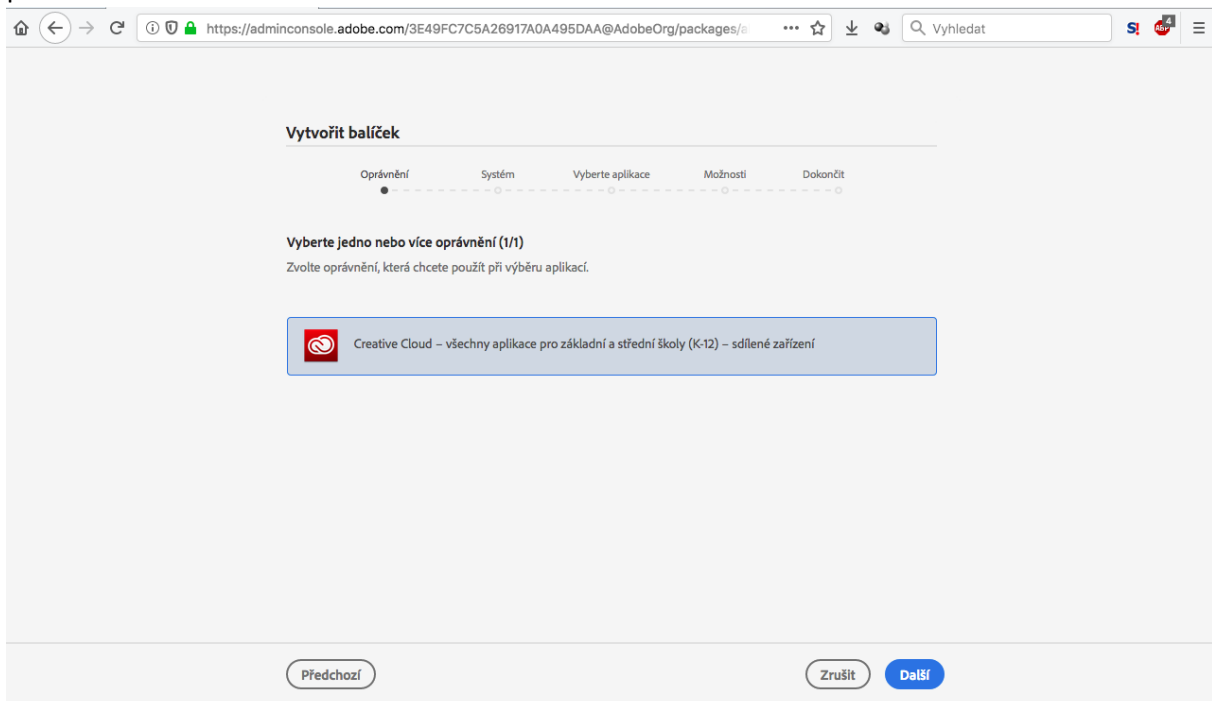 https://adminconsole.adobe.com/3E49FC7C5A26917A0A495DAA@AdobeOrg/packages/a
Vyhledat
S!
ABP
4
Vytvořit balíček
Oprávnění Systém Vyberte aplikace Možnosti Dokončit
Vyberte jedno nebo více oprávnění (1/1)
Zvolte oprávnění, která chcete použít při výběru aplikací.
Creative Cloud – všechny aplikace pro základní a střední školy (K-12) – sdílené zařízení
Předchozí Zrušit Další